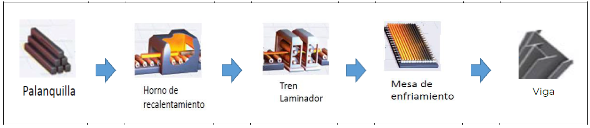 Palanquilla
Horno de
recalentamiento
Tren
Laminador
Mesa de
enfriamiento
Viga